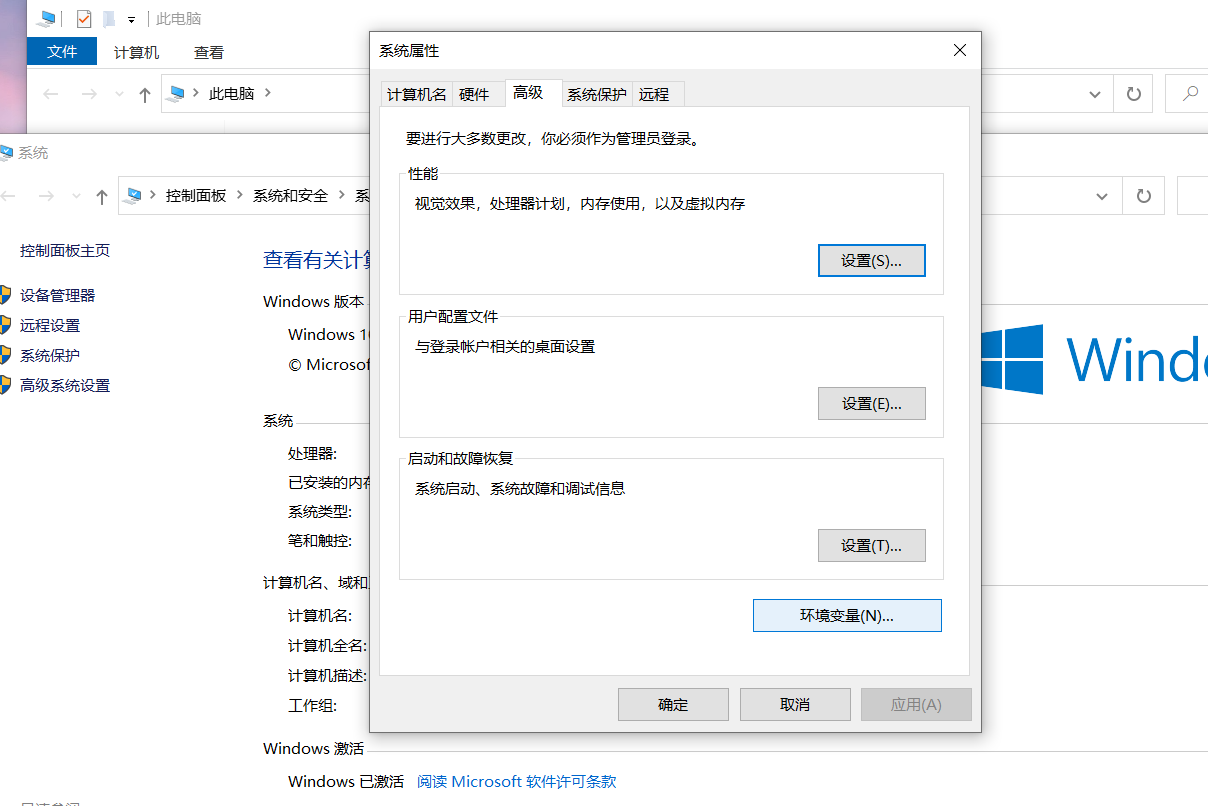 此电脑
文件 计算机 查看
此电脑
系统
控制面板 系统和安全
控制面板主页
设备管理器
远程设置
系统保护
高级系统设置
查看有关计算
Windows 版本
Windows 10
© Microsoft
系统
处理器:
已安装的内存
系统类型:
笔和触控:
计算机名、域和
计算机名:
计算机全名:
计算机描述:
工作组:
Windows 激活
Windows 已激活 阅读 Microsoft 软件许可条款
系统属性
计算机名 硬件 高级 系统保护 远程
要进行大多数更改，你必须作为管理员登录。
性能
视觉效果，处理器计划，内存使用，以及虚拟内存
设置(S)...
用户配置文件
与登录帐户相关的桌面设置
设置(E)...
启动和故障恢复
系统启动、系统故障和调试信息
设置(T)...
环境变量(N)...
确定 取消 应用(A)
Windo